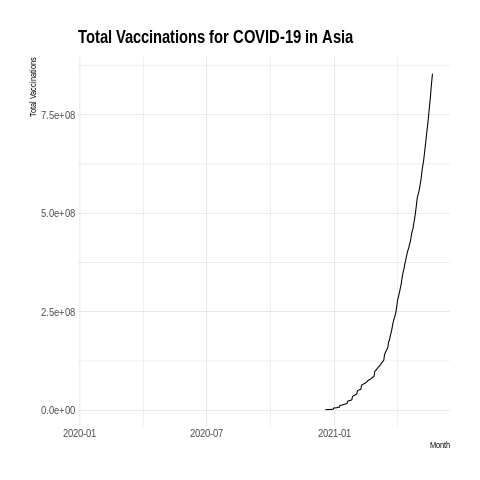 Total Vaccinations for COVID-19 in Asia
Total Vaccinations
7.5e+08
5.0e+08
2.5e+08
0.0e+00
2020-01
2020-07
2021-01
Month